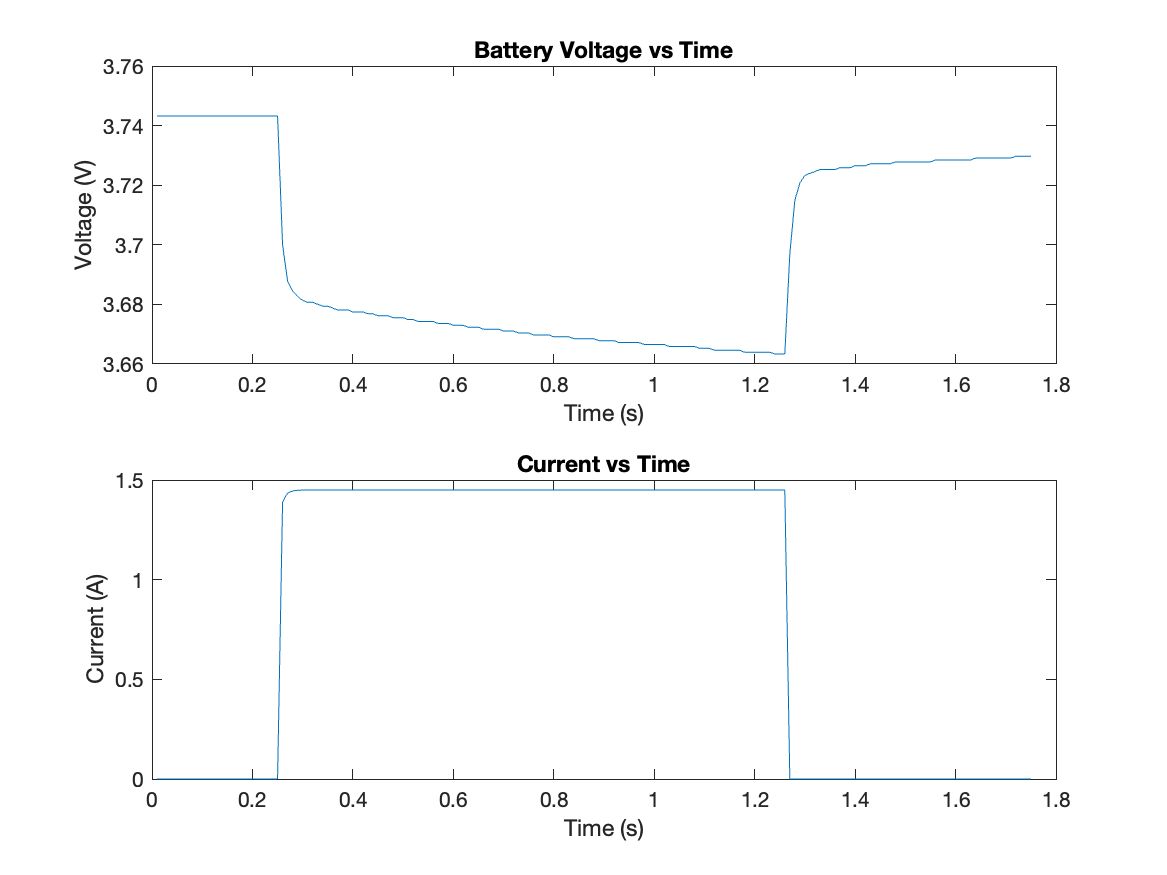 Battery Voltage vs Time
3.76
3.74
3.72
3.7
3.68
3.66
Voltage (V)
0 0.2 0.4 0.6 0.8 1 1.2 1.4 1.6 1.8
Time (s)
Current vs Time
1.5
1
0.5
0
Current (A)
0 0.2 0.4 0.6 0.8 1 1.2 1.4 1.6 1.8
Time (s)